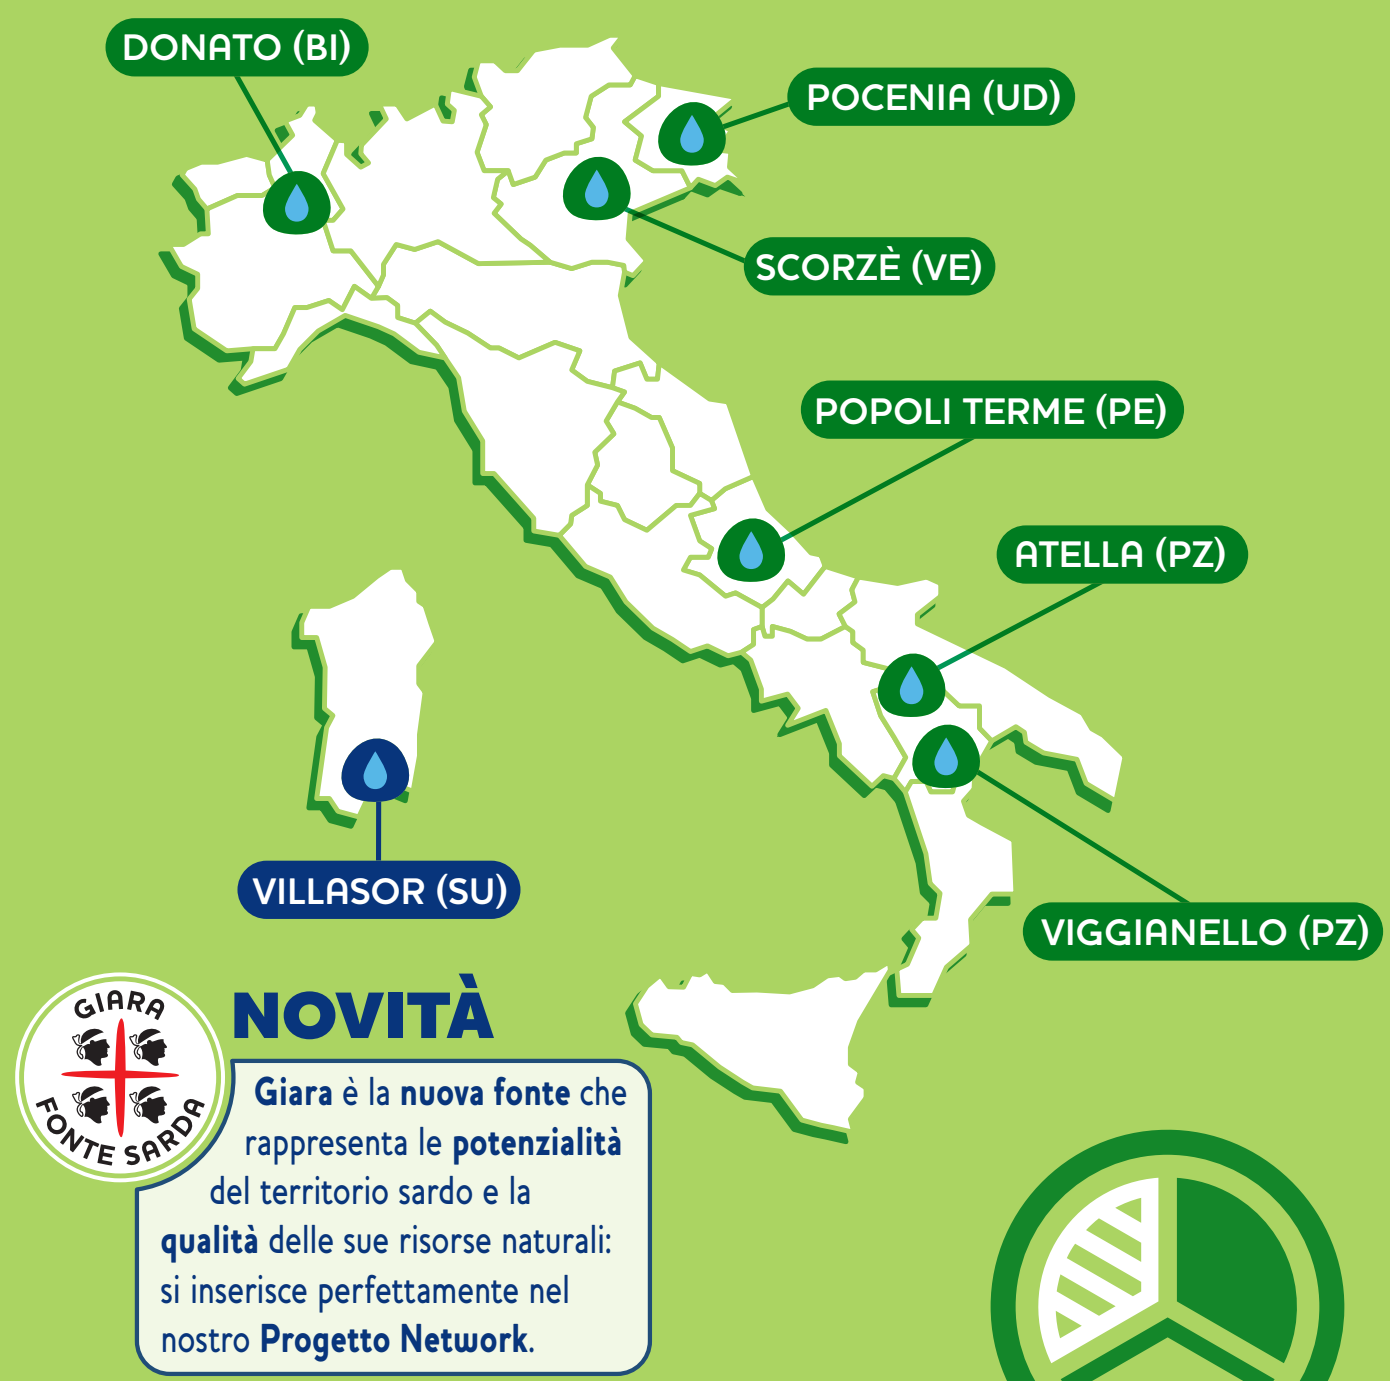 DONATO (BI)
POCENIA (UD)
SCORZÈ (VE)
POPOLI TERME (PE)
ATELLA (PZ)
VILLASOR (SU)
VIGGIANELLO (PZ)
GIARA
FONTE SARDA
NOVITÀ
Giara è la nuova fonte che
rappresenta le potenzialità
del territorio sardo e la
qualità delle sue risorse naturali:
si inserisce perfettamente nel
nostro Progetto Network.